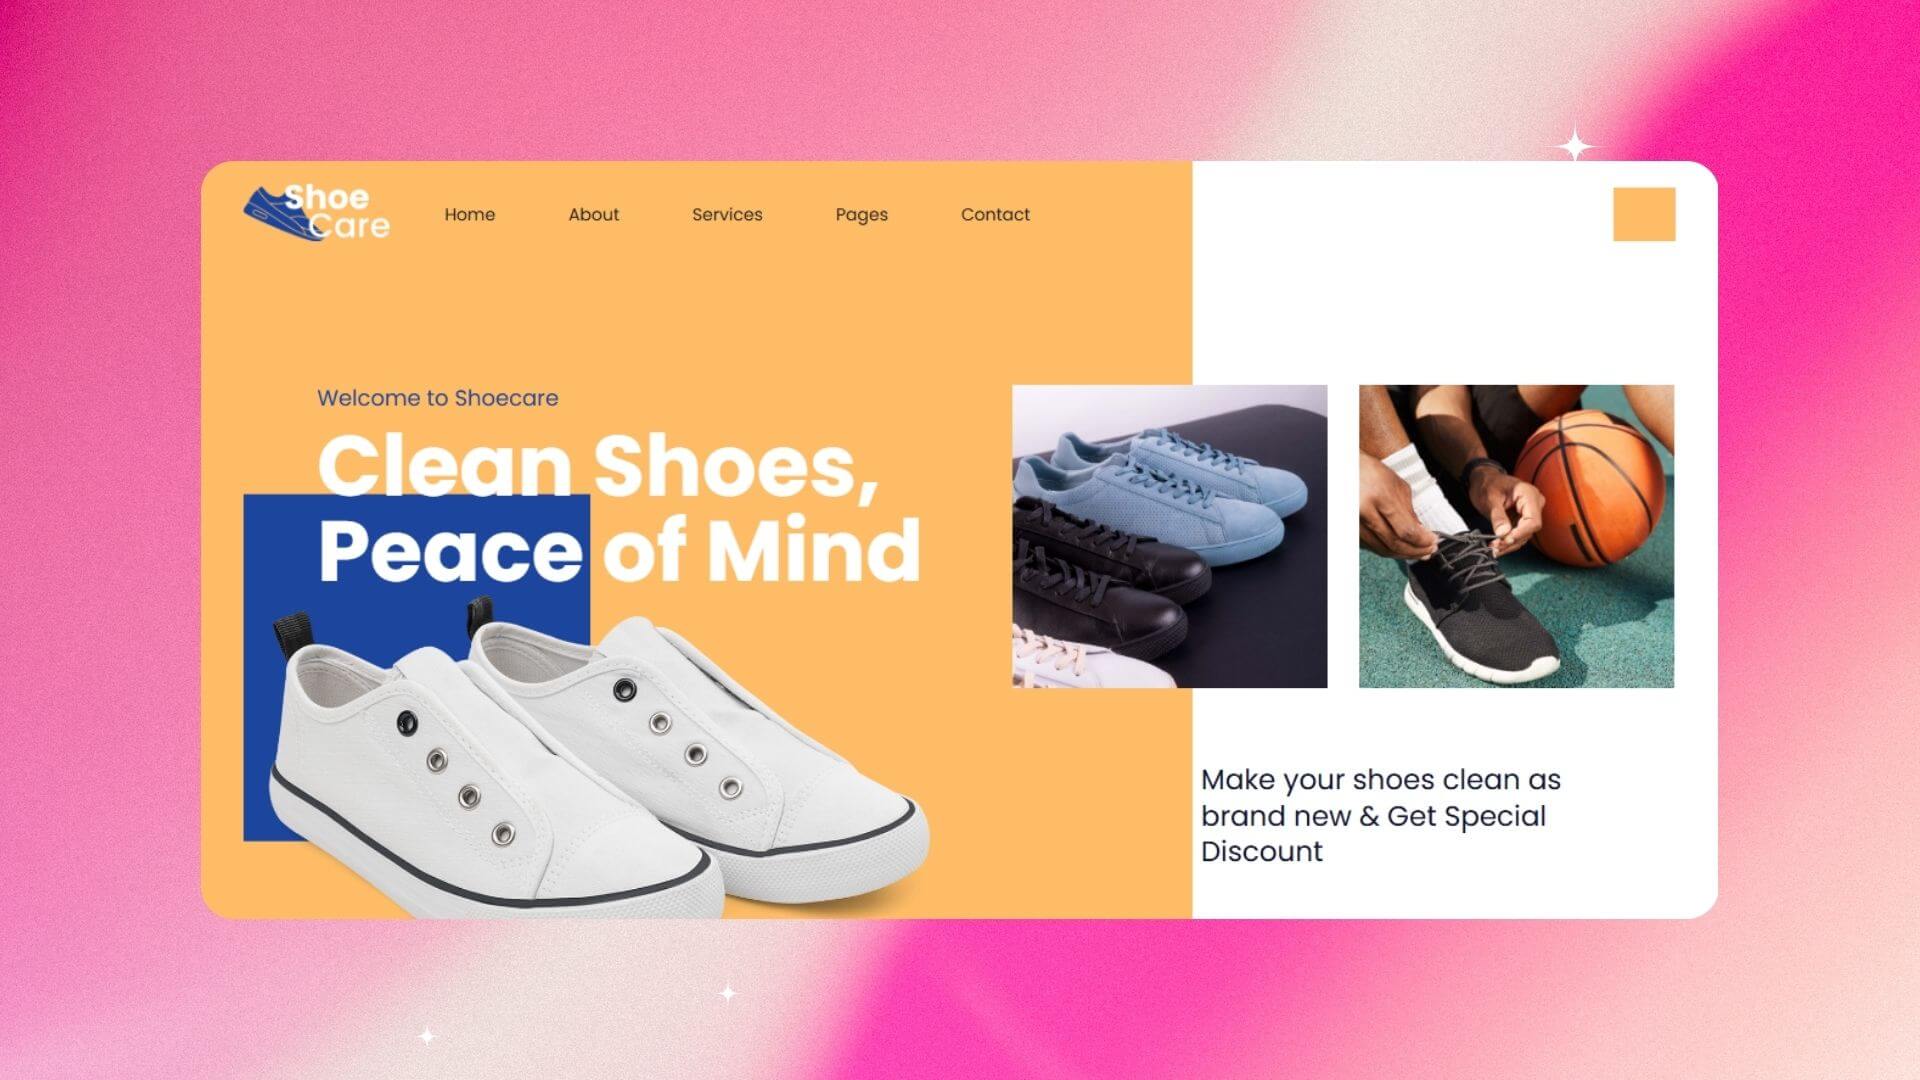 Shoe
Care
Home
About
Services
Pages
Contact
Welcome to Shoecare
Clean Shoes,
Peace of Mind
Make your shoes clean as
brand new & Get Special
Discount